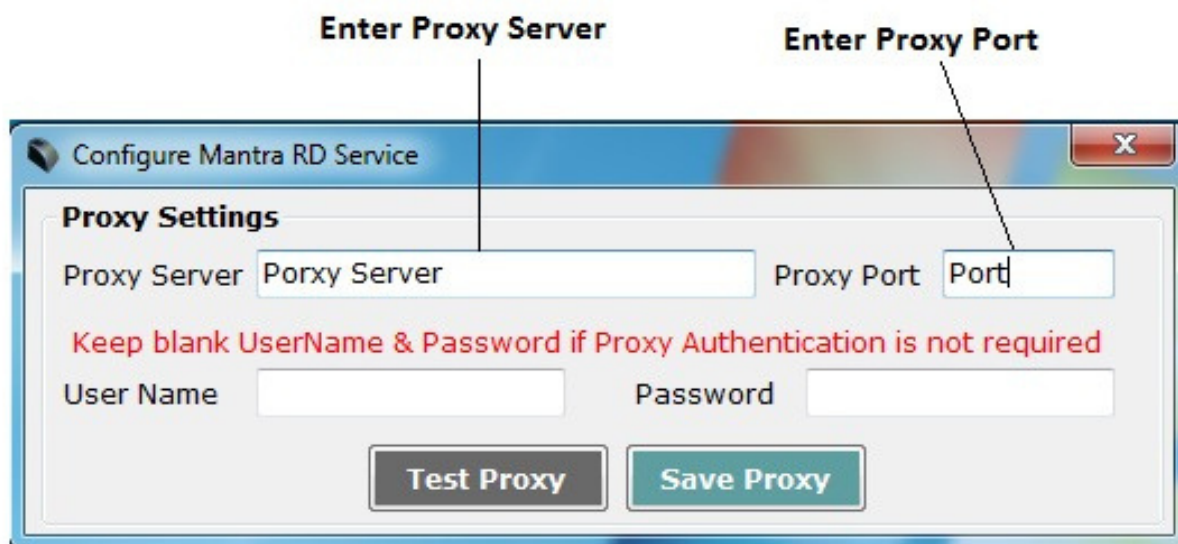 Enter Proxy Server Enter Proxy Port
Configure Mantra RD Service X
Proxy Settings
Proxy Server Porxy Server Proxy Port Port
Keep blank UserName & Password if Proxy Authentication is not required
User Name Password
Test Proxy Save Proxy